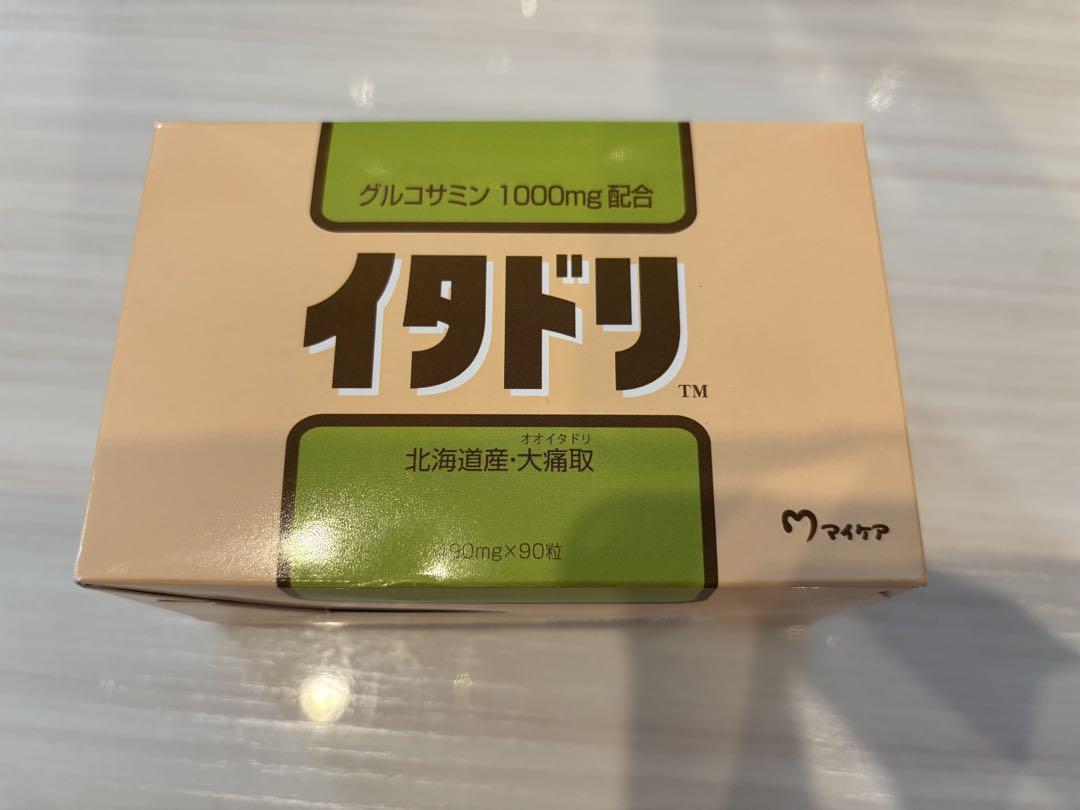 グルコサミン 1000mg 配合
イタドリ
TM
オオイタドリ
北海道産・大痛取
490mg×90粒
マイケア